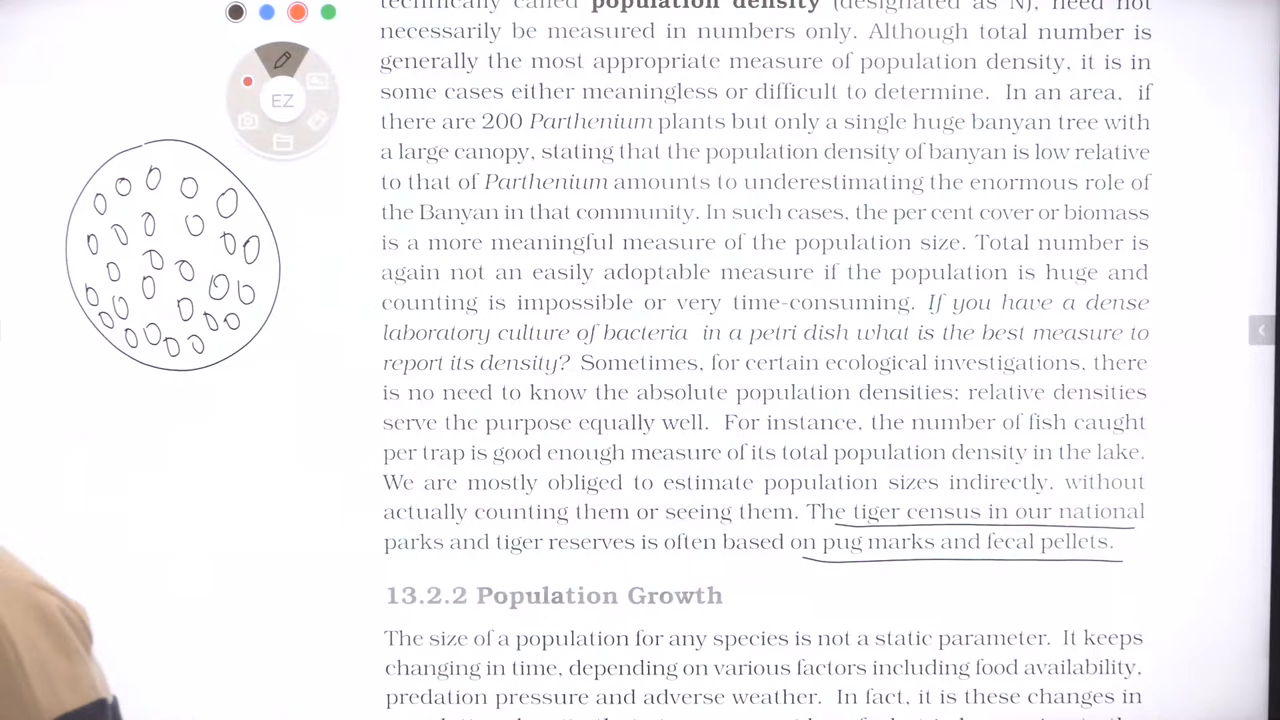 technically called population density (designated as N), need not
necessarily be measured in numbers only. Although total number is
generally the most appropriate measure of population density, it is in
some cases either meaningless or difficult to determine. In an area, if
there are 200 Parthenium plants but only a single huge banyan tree with
a large canopy, stating that the population density of banyan is low relative
to that of Parthenium amounts to underestimating the enormous role of
the Banyan in that community. In such cases, the per cent cover or biomass
is a more meaningful measure of the population size. Total number is
again not an easily adoptable measure if the population is huge and
counting is impossible or very time-consuming. If you have a dense
laboratory culture of bacteria in a petri dish what is the best measure to
report its density? Sometimes, for certain ecological investigations, there
is no need to know the absolute population densities; relative densities
serve the purpose equally well. For instance, the number of fish caught
per trap is good enough measure of its total population density in the lake.
We are mostly obliged to estimate population sizes indirectly, without
actually counting them or seeing them. The tiger census in our national
parks and tiger reserves is often based on pug marks and fecal pellets.
13.2.2 Population Growth
The size of a population for any species is not a static parameter. It keeps
changing in time, depending on various factors including food availability,
predation pressure and adverse weather. In fact, it is these changes in
EZ